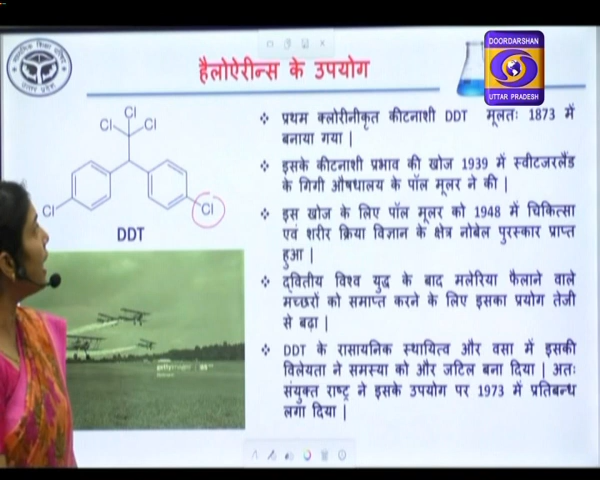 हैलोऐरीन्स के उपयोग
DOORDARSHAN
UTTAR PRADESH
Cl
Cl Cl
Cl
Cl
DDT
❖ प्रथम क्लोरीनीकृत कीटनाशी DDT मूलतः 1873 में
बनाया गया |
❖ इसके कीटनाशी प्रभाव की खोज 1939 में स्वीटजरलैंड
के गिगी औषधालय के पॉल मूलर ने की |
❖ इस खोज के लिए पॉल मूलर को 1948 में चिकित्सा
एवं शरीर क्रिया विज्ञान के क्षेत्र नोबेल पुरस्कार प्राप्त
हुआ |
❖ द्वितीय विश्व युद्ध के बाद मलेरिया फैलाने वाले
मच्छरों को समाप्त करने के लिए इसका प्रयोग तेजी
से बढ़ा |
❖ DDT के रासायनिक स्थायित्व और वसा में इसकी
विलेयता ने समस्या को और जटिल बना दिया | अतः
संयुक्त राष्ट्र ने इसके उपयोग पर 1973 में प्रतिबन्ध
लगा दिया |